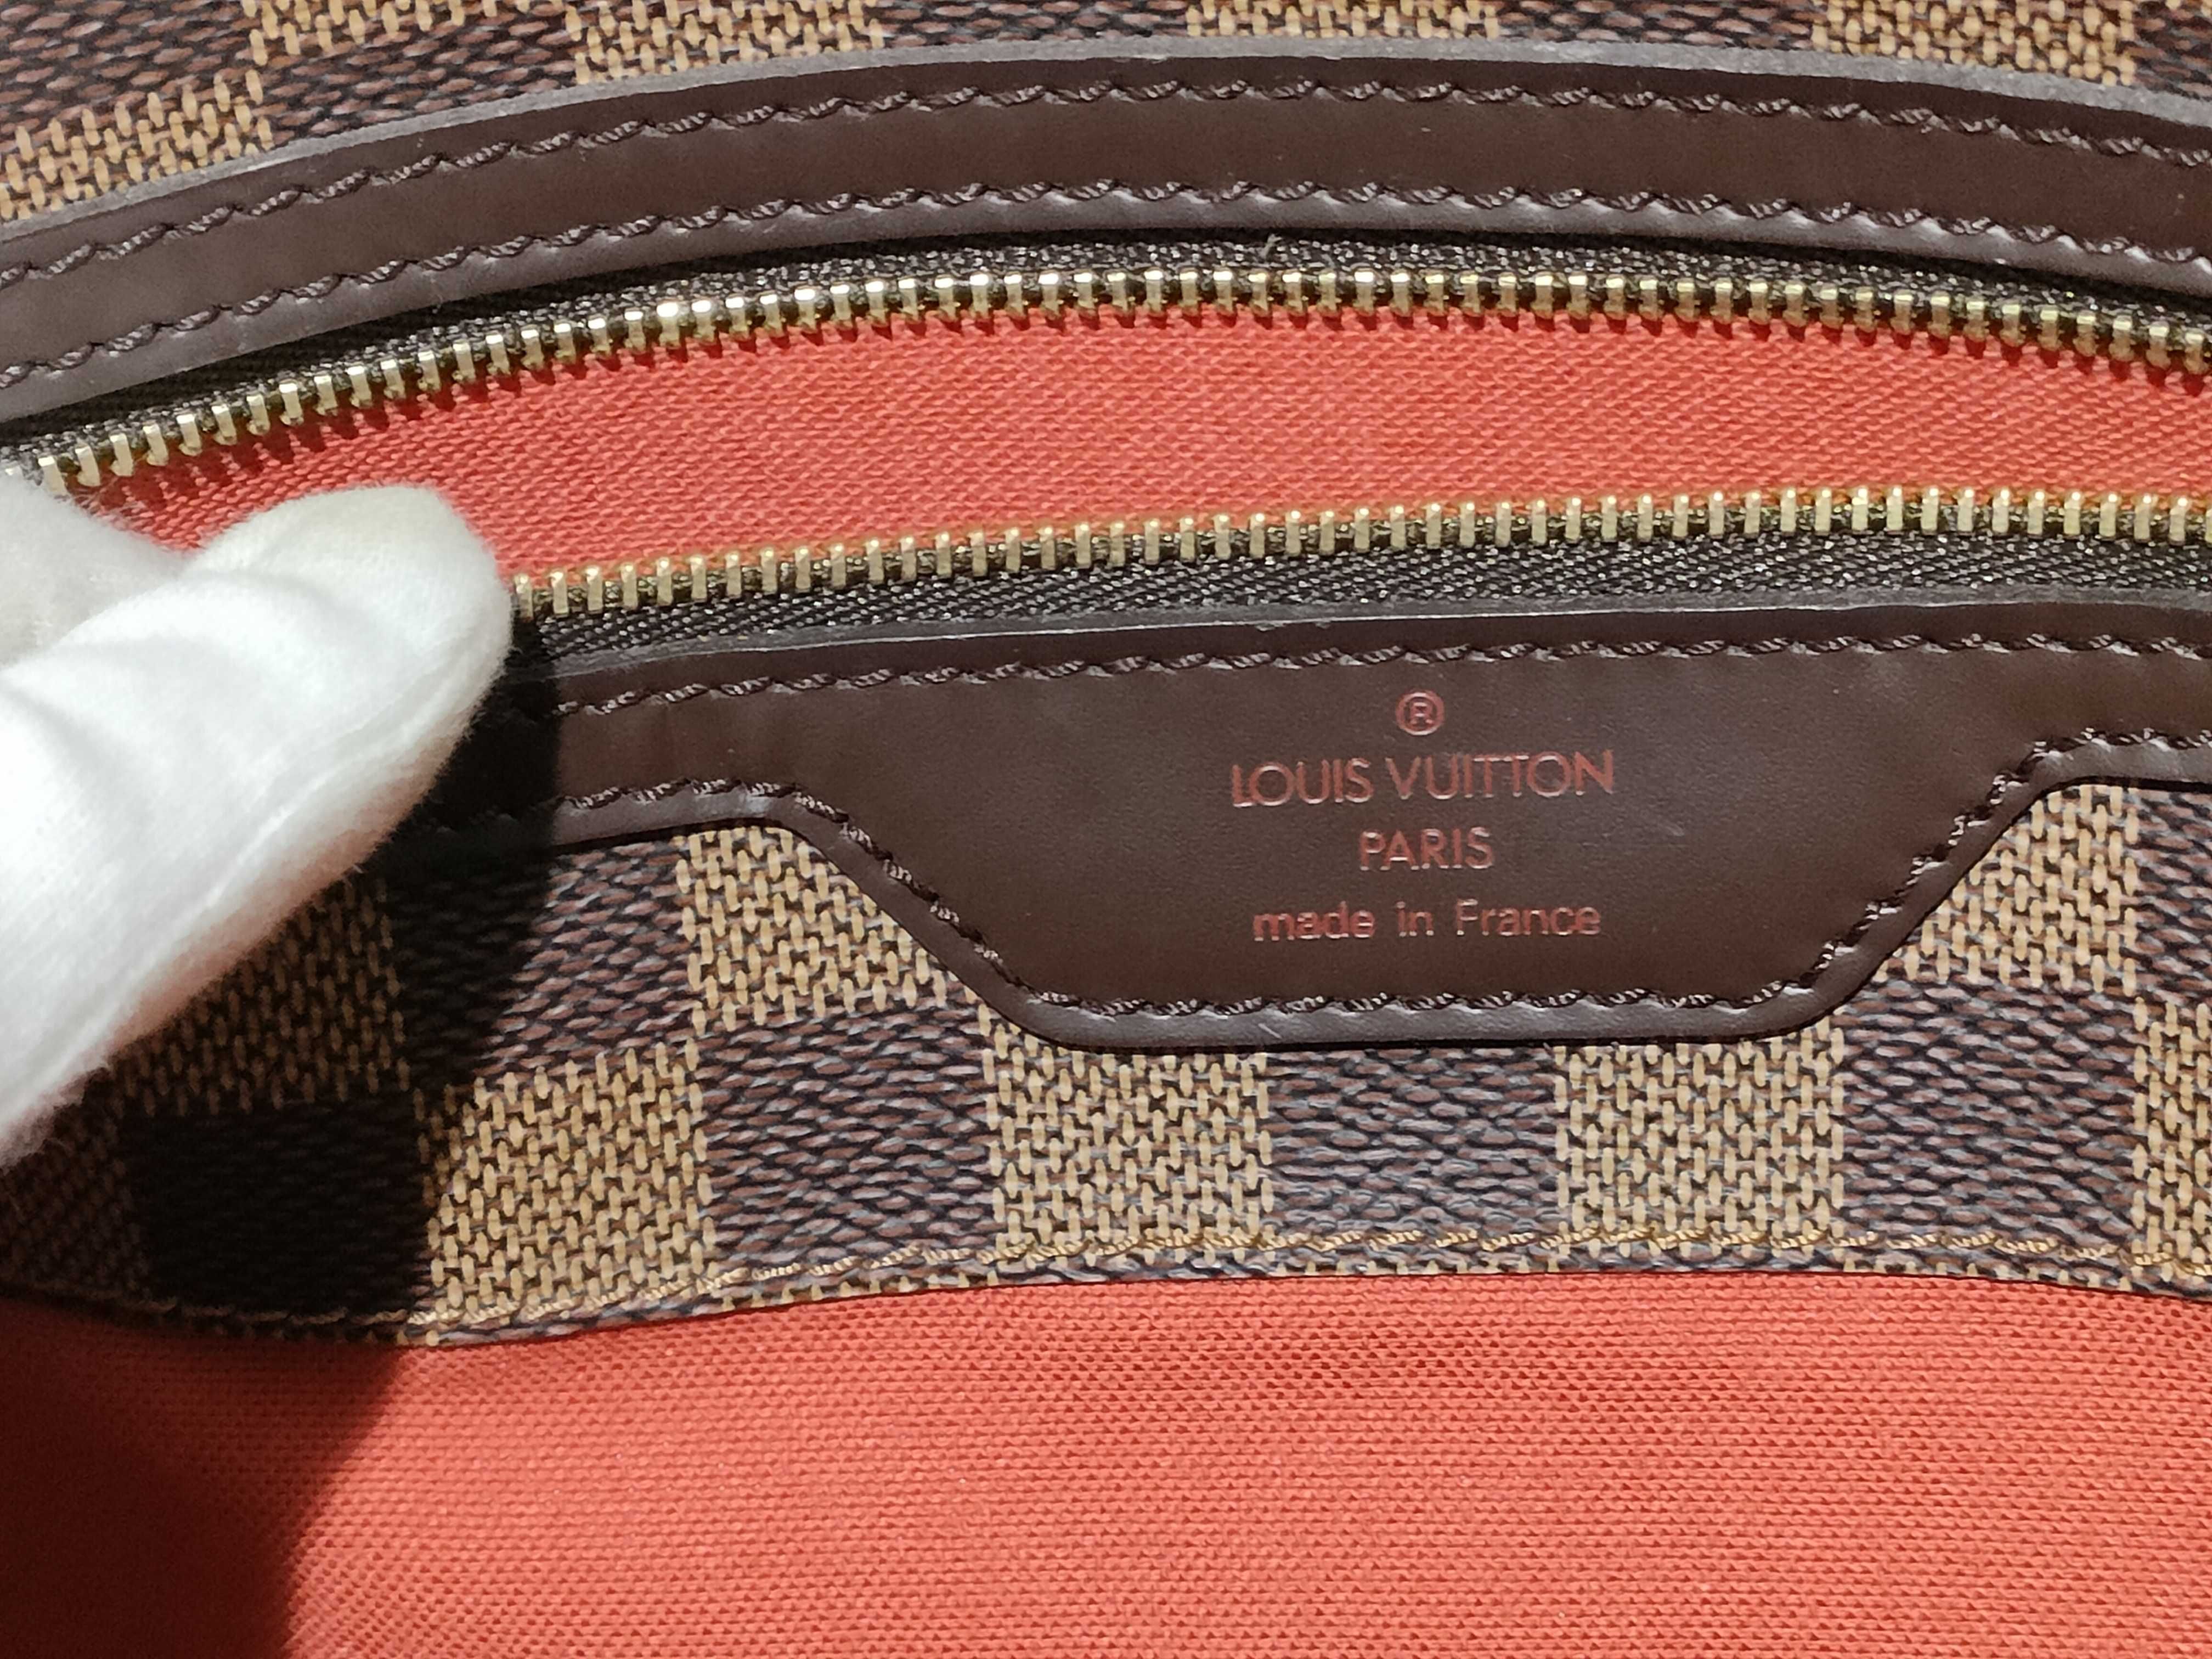 ®
LOUIS VUITTON
PARIS
made in France